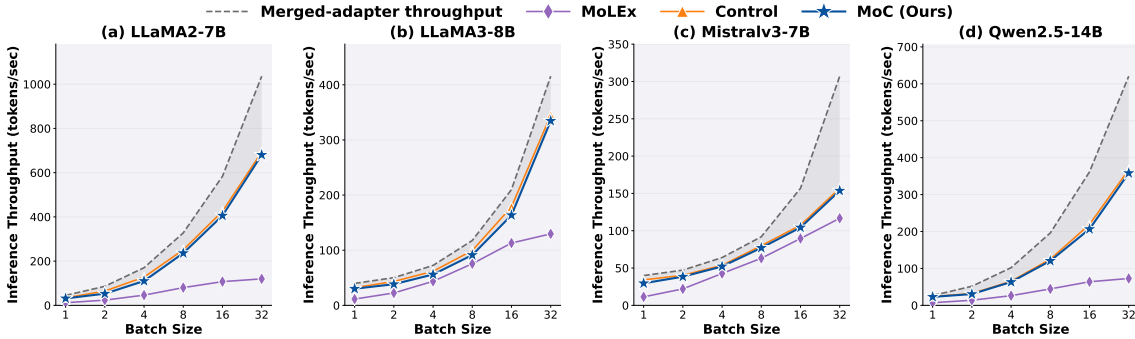 Merged-adapter throughput MoLEx Control MoC (Ours)
(a) LLaMA2-7B
Inference Throughput (tokens/sec)
1000
800
600
400
200
0
1 2 4 8 16 32
Batch Size
(b) LLaMA3-8B
Inference Throughput (tokens/sec)
400
300
200
100
0
1 2 4 8 16 32
Batch Size
(c) Mistralv3-7B
Inference Throughput (tokens/sec)
350
300
250
200
150
100
50
0
1 2 4 8 16 32
Batch Size
(d) Qwen2.5-14B
Inference Throughput (tokens/sec)
700
600
500
400
300
200
100
0
1 2 4 8 16 32
Batch Size